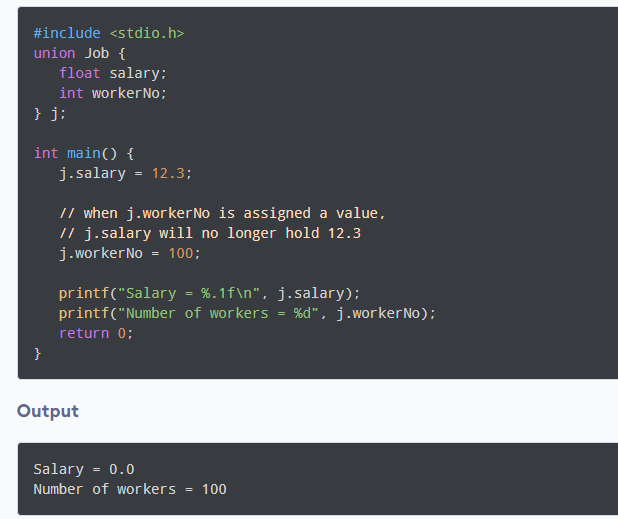 #include <stdio.h>
union Job {
   float salary;
   int workerNo;
} j;

int main() {
   j.salary = 12.3;

   // when j.workerNo is assigned a value,
   // j.salary will no longer hold 12.3
   j.workerNo = 100;

   printf("Salary = %.1f\n", j.salary);
   printf("Number of workers = %d", j.workerNo);
   return 0;
}
Output
Salary = 0.0
Number of workers = 100